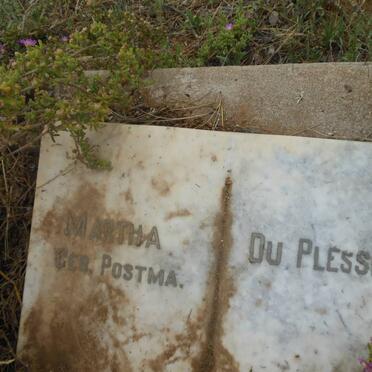 MARTHA
GEB. POSTMA.
DU PLESS